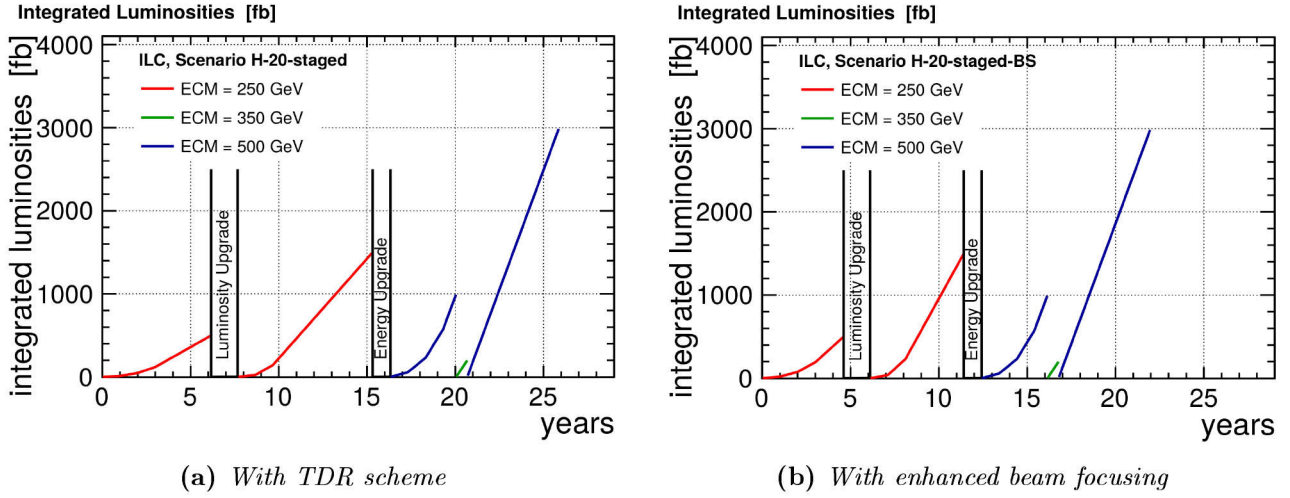 Integrated Luminosities [fb]
integrated luminosities [fb]
4000
3000
2000
1000
0
ILC, Scenario H-20-staged
ECM = 250 GeV
ECM = 350 GeV
ECM = 500 GeV
Luminosity Upgrade
Energy Upgrade
0 5 10 15 20 25
years
(a) With TDR scheme
Integrated Luminosities [fb]
integrated luminosities [fb]
4000
3000
2000
1000
0
ILC, Scenario H-20-staged-BS
ECM = 250 GeV
ECM = 350 GeV
ECM = 500 GeV
Luminosity Upgrade
Energy Upgrade
0 5 10 15 20 25
years
(b) With enhanced beam focusing